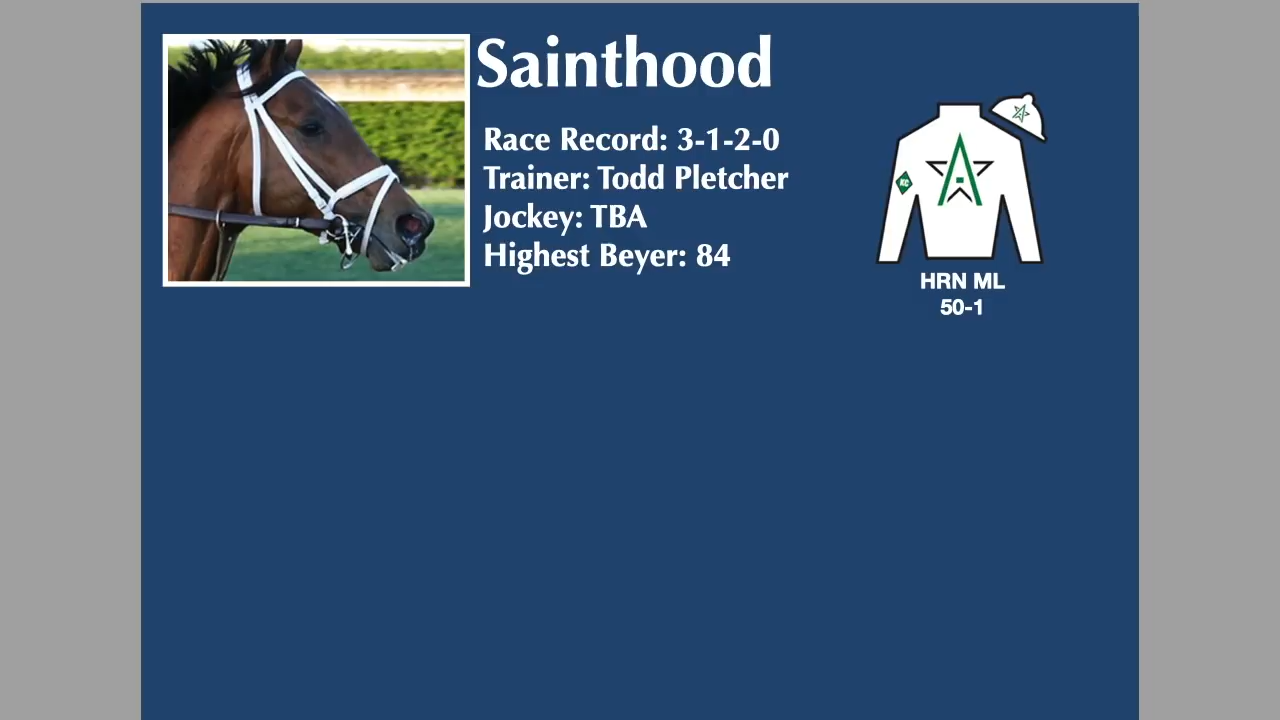 Sainthood
Race Record: 3-1-2-0
Trainer: Todd Pletcher
Jockey: TBA
Highest Beyer: 84
KC
HRN ML
50-1